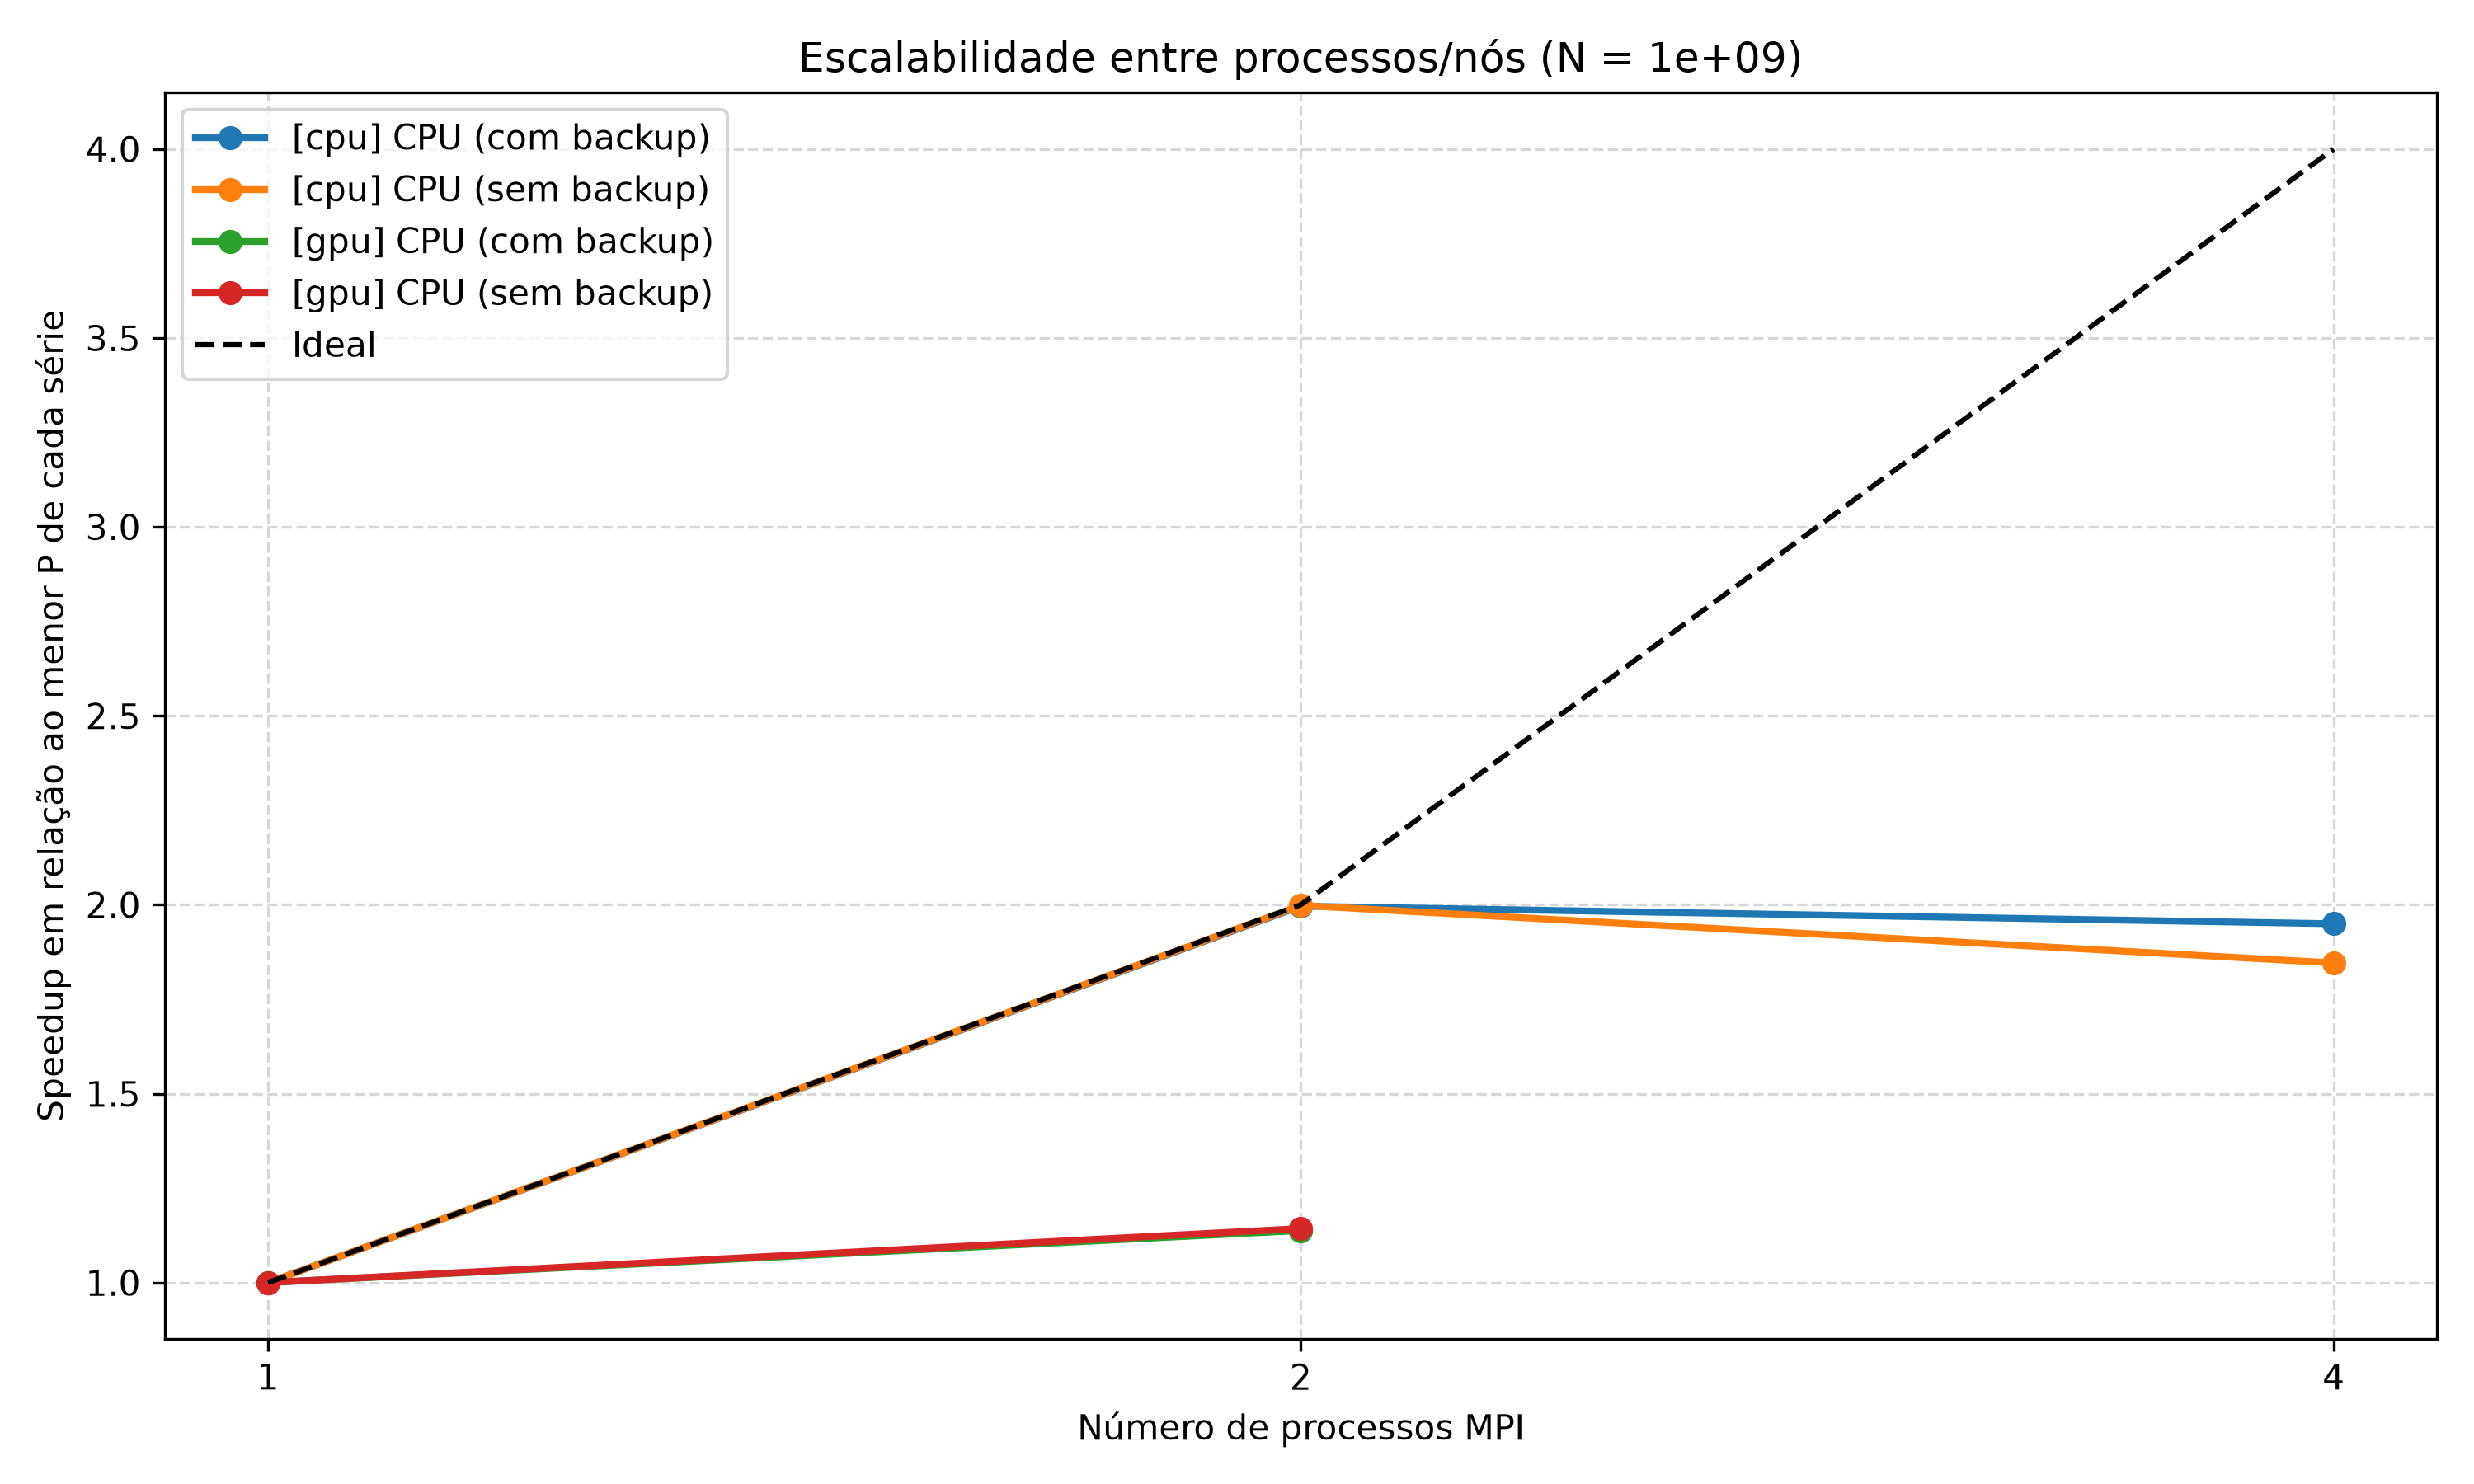 Escalabilidade entre processos/nós (N = 1e+09)
[cpu] CPU (com backup)
[cpu] CPU (sem backup)
[gpu] CPU (com backup)
[gpu] CPU (sem backup)
Ideal
Speedup em relação ao menor P de cada série
4.0
3.5
3.0
2.5
2.0
1.5
1.0
1
2
4
Número de processos MPI